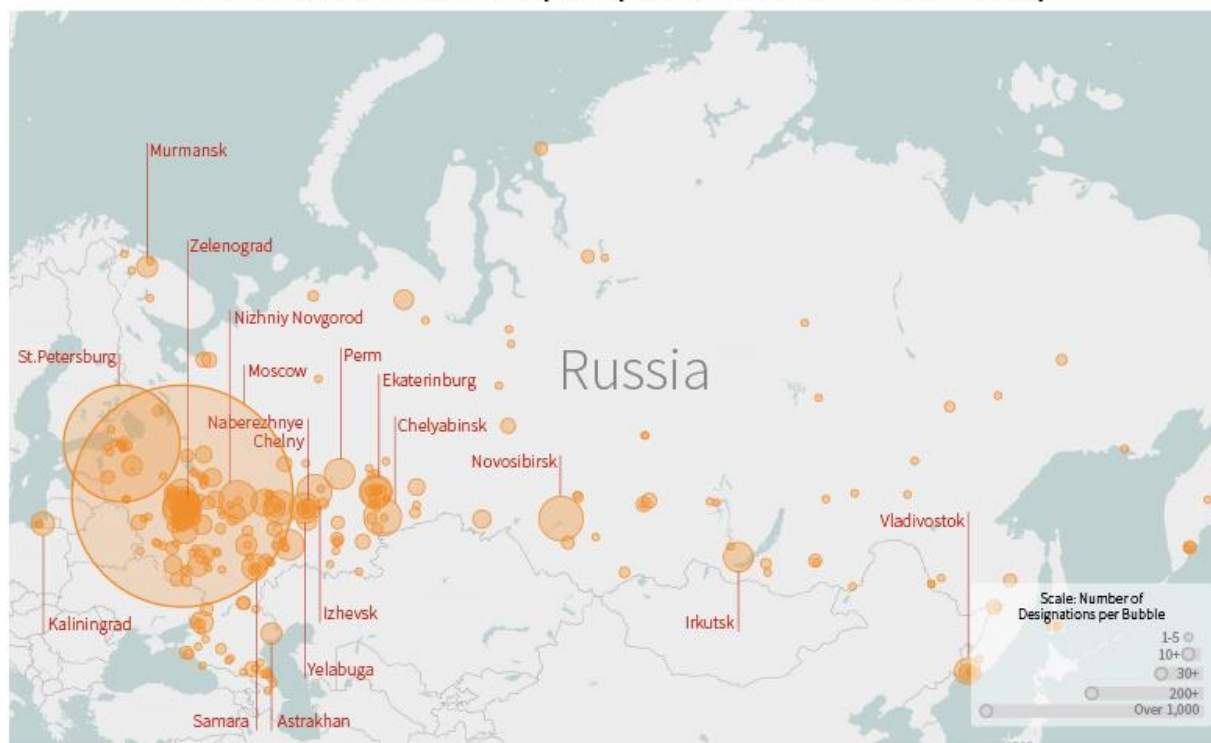 Murmansk
Zelenograd
Nizhniy Novgorod
St.Petersburg
Perm
Moscow
Ekaterinburg
Russia
Naberezhnye
Chelny
Chelyabinsk
Novosibirsk
Vladivostok
Kaliningrad
Izhevsk
Irkutsk
Yelabuga
Samara
Astrakhan
Scale: Number of
Designations per Bubble
1-5
10+
30+
200+
Over 1,000